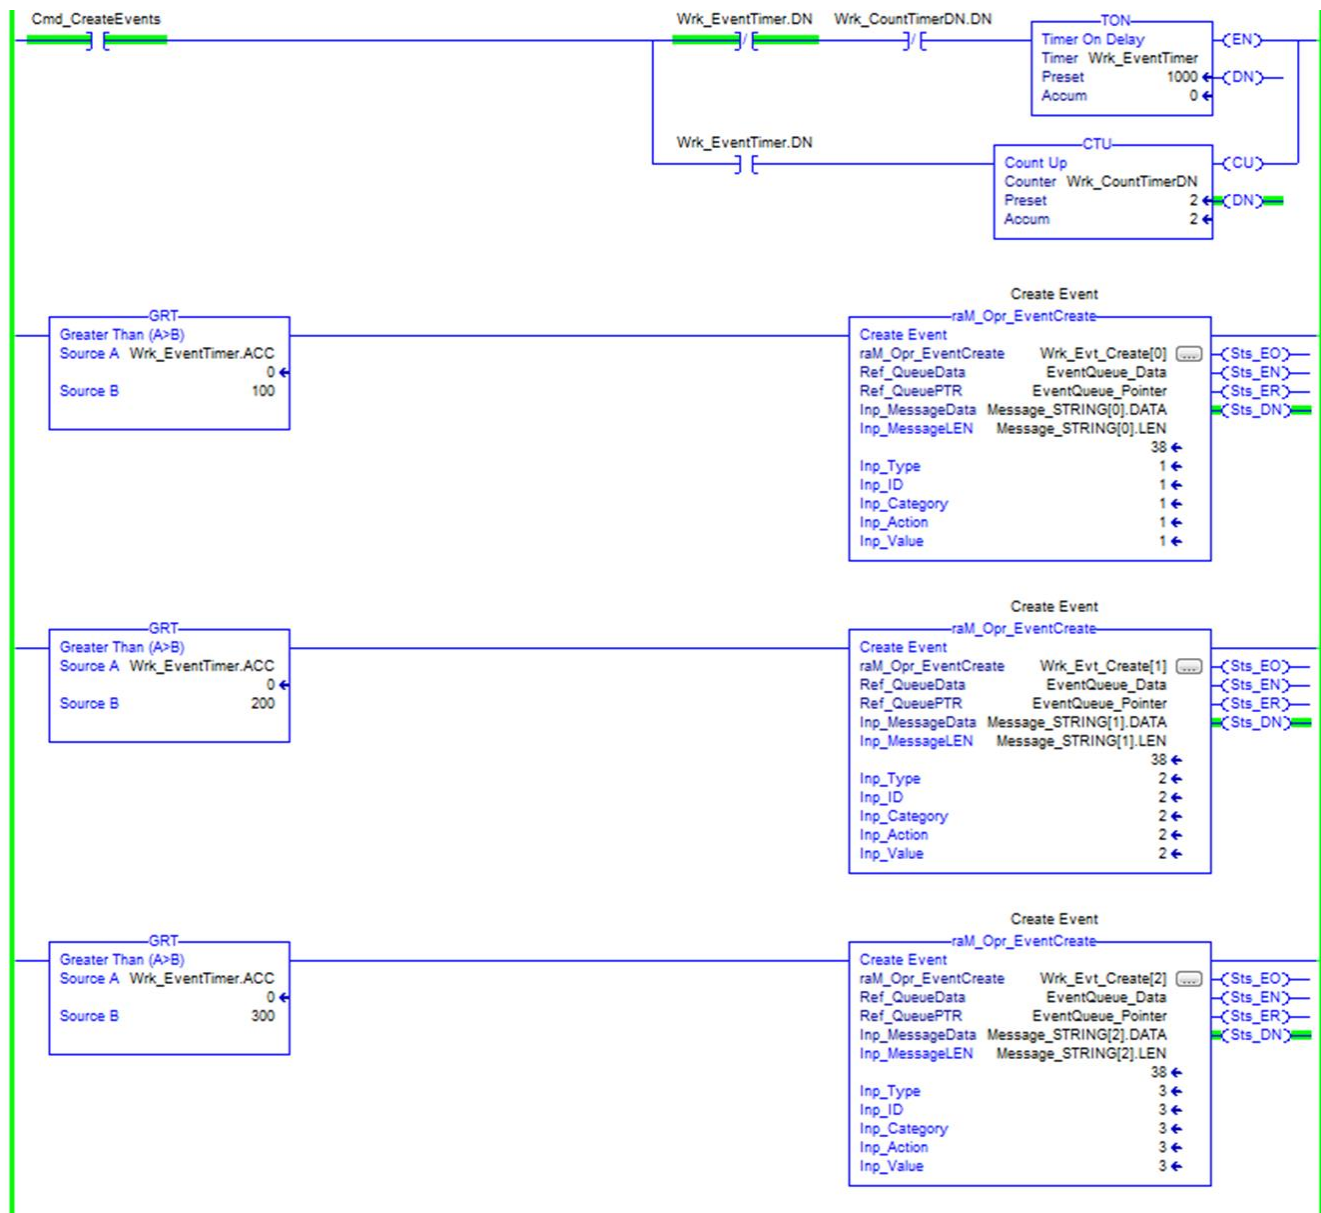 Cmd_CreateEvents Wrk_EventTimer.DN Wrk_CountTimerDN.DN
TON
Timer On Delay (EN)
Timer Wrk_EventTimer
Preset 1000 (DN)
Accum 0
Wrk_EventTimer.DN
CTU
Count Up (CU)
Counter Wrk_CountTimerDN
Preset 2 (DN)
Accum 2
Create Event
GRT raM_Opr_EventCreate
Greater Than (A>B) Create Event
Source A Wrk_EventTimer.ACC raM_Opr_EventCreate Wrk_Evt_Create[0] ... (Sts_EO)
0 Ref_QueueData EventQueue_Data (Sts_EN)
Source B 100 Ref_QueuePTR EventQueue_Pointer (Sts_ER)
Inp_MessageData Message_STRING[0].DATA (Sts_DN)
Inp_MessageLEN Message_STRING[0].LEN
38
Inp_Type 1
Inp_ID 1
Inp_Category 1
Inp_Action 1
Inp_Value 1
Create Event
GRT raM_Opr_EventCreate
Greater Than (A>B) Create Event
Source A Wrk_EventTimer.ACC raM_Opr_EventCreate Wrk_Evt_Create[1] ... (Sts_EO)
0 Ref_QueueData EventQueue_Data (Sts_EN)
Source B 200 Ref_QueuePTR EventQueue_Pointer (Sts_ER)
Inp_MessageData Message_STRING[1].DATA (Sts_DN)
Inp_MessageLEN Message_STRING[1].LEN
38
Inp_Type 2
Inp_ID 2
Inp_Category 2
Inp_Action 2
Inp_Value 2
Create Event
GRT raM_Opr_EventCreate
Greater Than (A>B) Create Event
Source A Wrk_EventTimer.ACC raM_Opr_EventCreate Wrk_Evt_Create[2] ... (Sts_EO)
0 Ref_QueueData EventQueue_Data (Sts_EN)
Source B 300 Ref_QueuePTR EventQueue_Pointer (Sts_ER)
Inp_MessageData Message_STRING[2].DATA (Sts_DN)
Inp_MessageLEN Message_STRING[2].LEN
38
Inp_Type 3
Inp_ID 3
Inp_Category 3
Inp_Action 3
Inp_Value 3